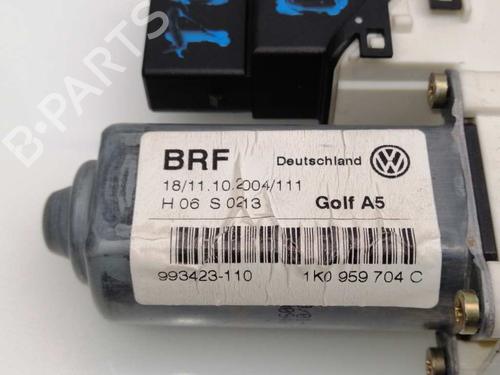 BRF Deutschland
18/11.10.2004/111
H 06 S 0213 Golf A5
993423-110 1K0 959 704 C
B-PARTS